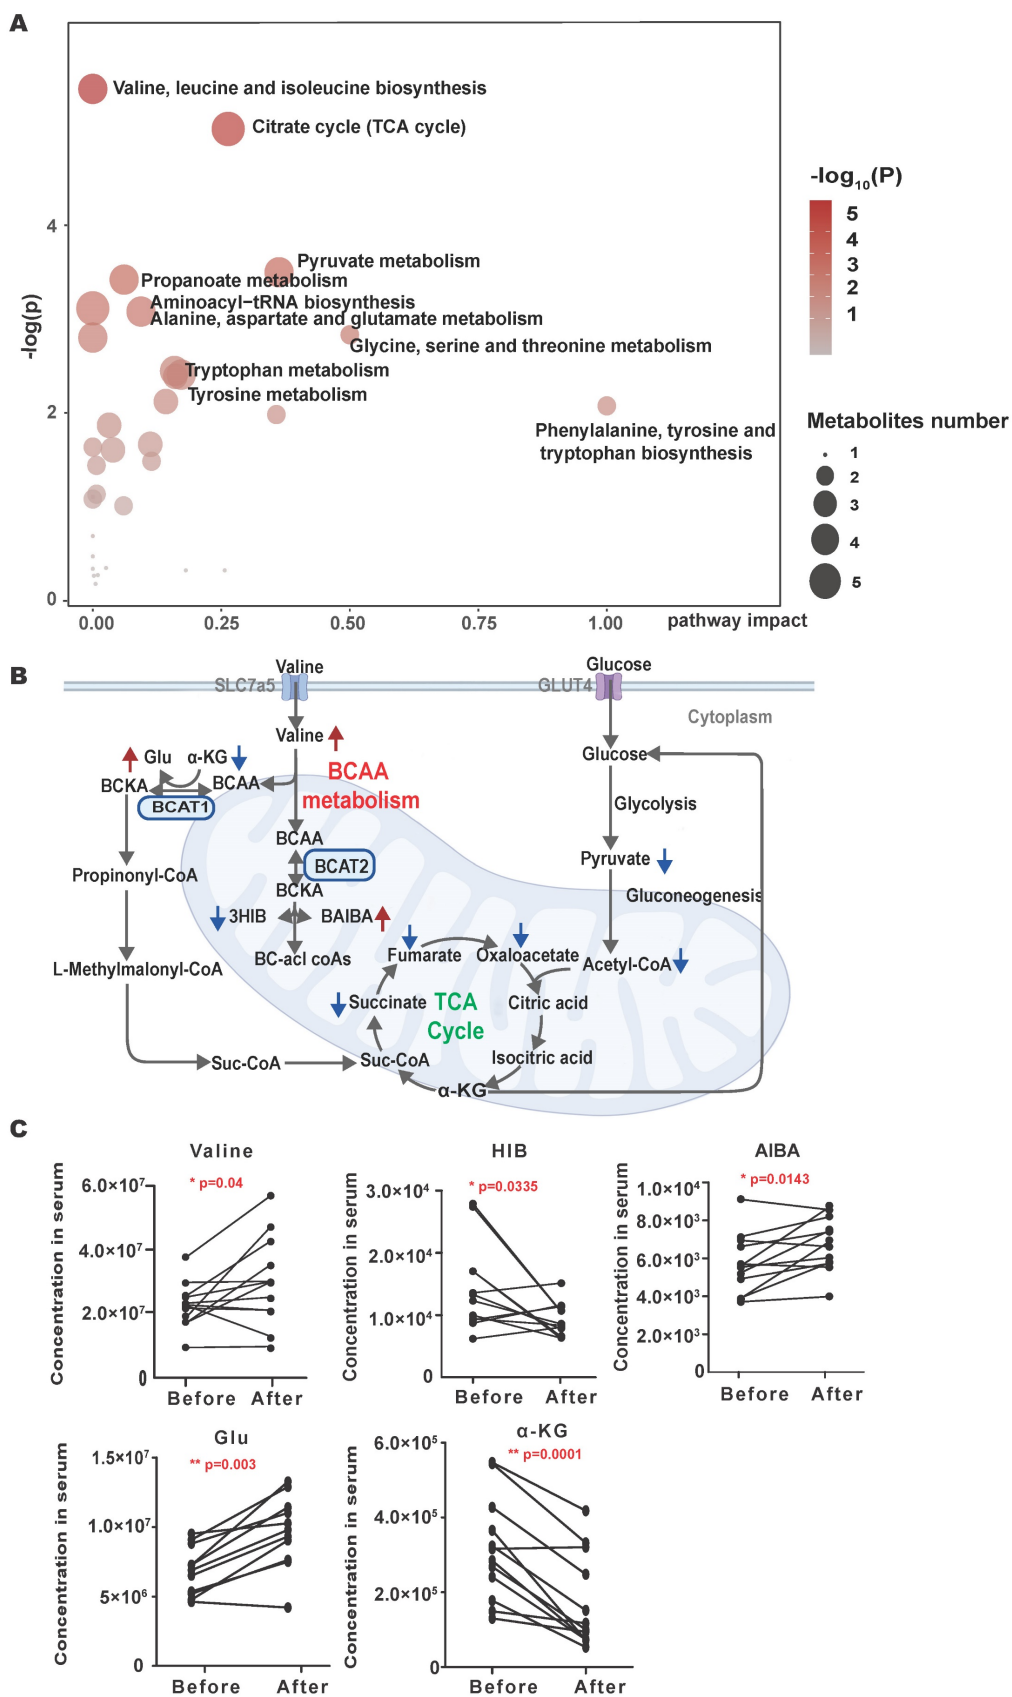 A
Valine, leucine and isoleucine biosynthesis
Citrate cycle (TCA cycle)
Pyruvate metabolism
Propanoate metabolism
Aminoacyl−tRNA biosynthesis
Alanine, aspartate and glutamate metabolism
Glycine, serine and threonine metabolism
Tryptophan metabolism
Tyrosine metabolism
Phenylalanine, tyrosine and
tryptophan biosynthesis
-log(p)
4
2
0
0.00
0.25
0.50
0.75
1.00
pathway impact
-log10(P)
5
4
3
2
1
Metabolites number
1
2
3
4
5
B
Valine
SLC7a5
Glucose
GLUT4
Cytoplasm
Valine
Glucose
Glu
α-KG
BCKA
BCAA
BCAT1
BCAA
metabolism
Glycolysis
BCAA
BCAT2
BCKA
Pyruvate
Propinonyl-CoA
Gluconeogenesis
3HIB
BAIBA
BC-acl coAs
Fumarate
Oxaloacetate
Acetyl-CoA
L-Methylmalonyl-CoA
Succinate
TCA
Cycle
Citric acid
Isocitric acid
Suc-CoA
Suc-CoA
α-KG
C
Valine
* p=0.04
Concentration in serum
6.0×10⁷
4.0×10⁷
2.0×10⁷
0
Before
After
HIB
* p=0.0335
Concentration in serum
3.0×10⁴
2.0×10⁴
1.0×10⁴
0
Before
After
AIBA
* p=0.0143
Concentration in serum
1.0×10⁴
8.0×10³
6.0×10³
4.0×10³
2.0×10³
0
Before
After
Glu
** p=0.003
Concentration in serum
1.5×10⁷
1.0×10⁷
5×10⁶
0
Before
After
α-KG
** p=0.0001
Concentration in serum
6.0×10⁵
4.0×10⁵
2.0×10⁵
0
Before
After